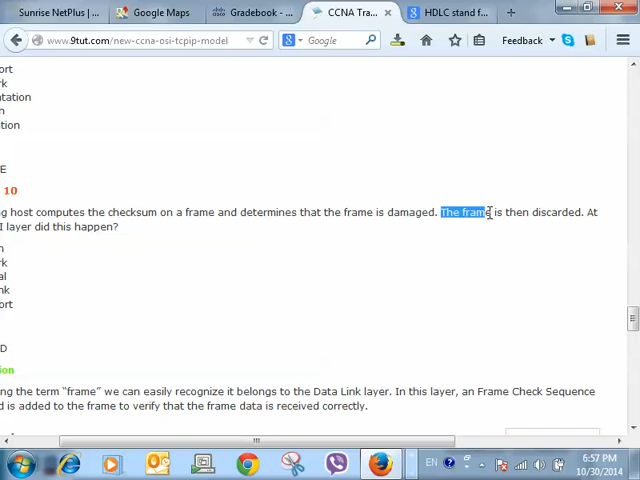 Sunrise NetPlus | ...
Google Maps
Gradebook - ...
CCNA Tra...
HDLC stand f...
www.9tut.com/new-ccna-osi-tcpip-model
Google
Feedback
ort
rk
ntation
n
tion
E
10
g host computes the checksum on a frame and determines that the frame is damaged. The frame is then discarded. At
I layer did this happen?
n
rk
al
nk
ort
D
tion
ng the term "frame" we can easily recognize it belongs to the Data Link layer. In this layer, an Frame Check Sequence
d is added to the frame to verify that the frame data is received correctly.
EN
6:57 PM
10/30/2014